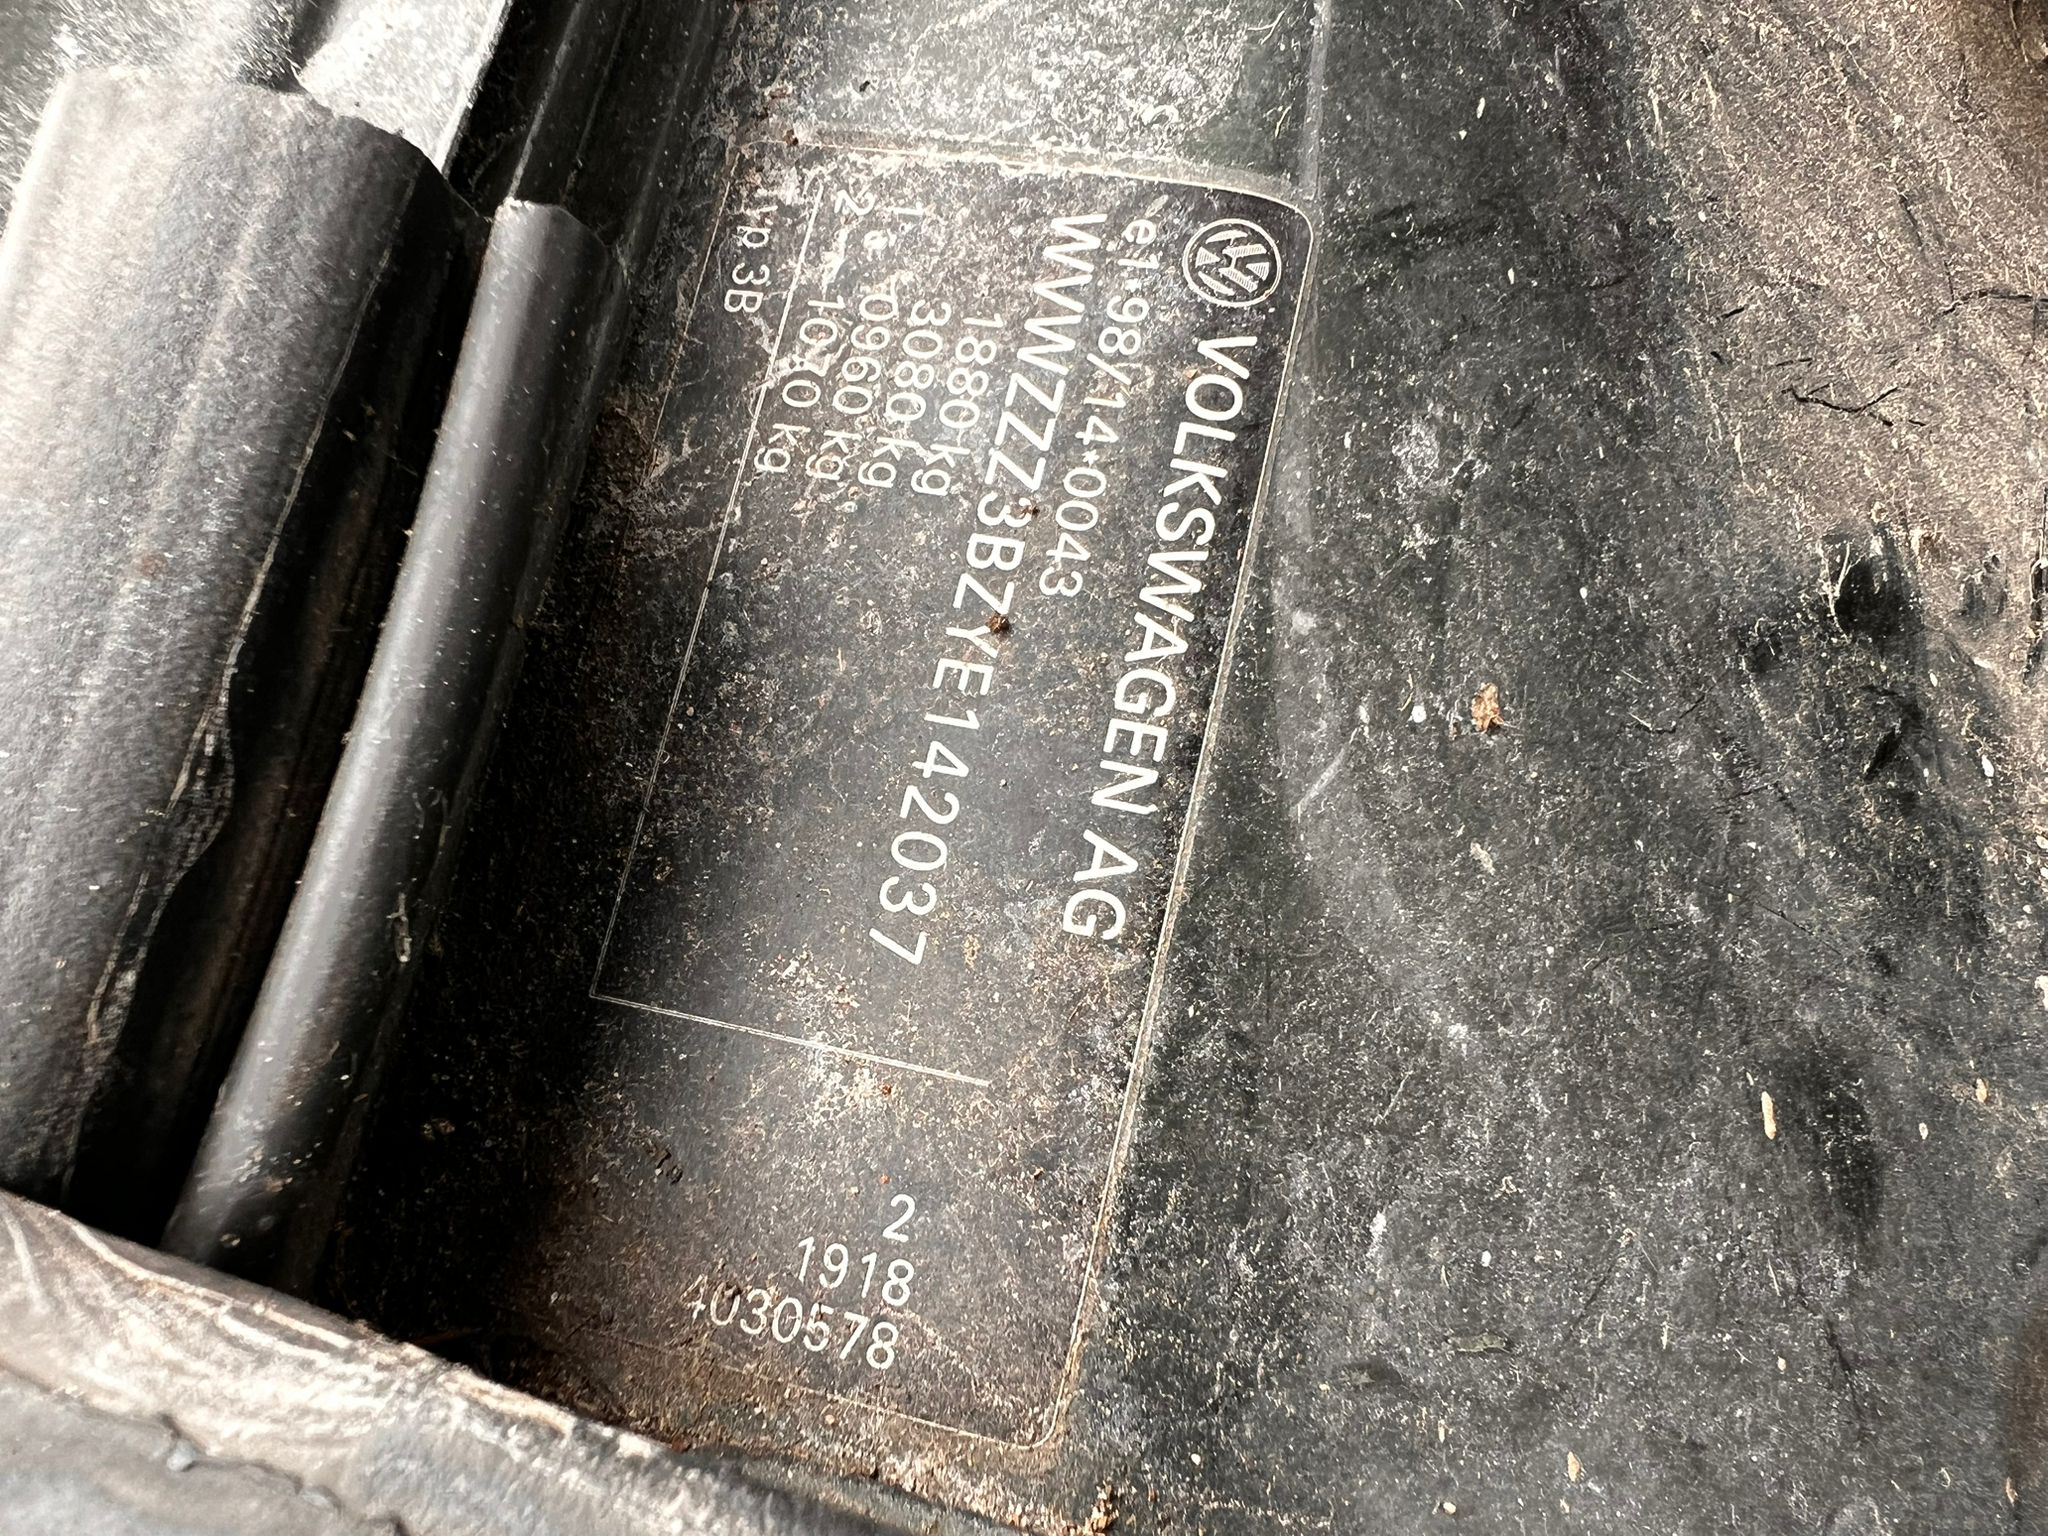 VOLKSWAGEN AG
e1*98/14*0043
WVWZZZ3BZYE142037
1880 kg
3080 kg
1- 0960 kg
2- 1030 kg
Typ 3B
2
1918
4030578